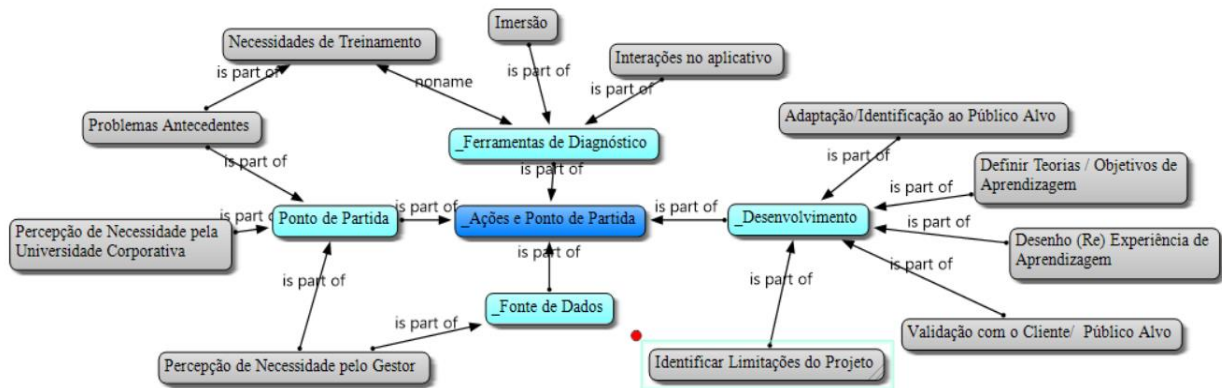 Imersão
Necessidades de Treinamento
Interações no aplicativo
is part of
is part of
noname
is part of
Problemas Antecedentes
Adaptação/Identificação ao Público Alvo
_Ferramentas de Diagnóstico
is part of
is part of
is part of
Definir Teorias / Objetivos de
Aprendizagem
is part of
Percepção de Necessidade pela
Universidade Corporativa
is part of
Ponto de Partida
is part of
_Ações e Ponto de Partida
is part of
_Desenvolvimento
is part of
Desenho (Re) Experiência de
Aprendizagem
is part of
is part of
is part of
is part of
_Fonte de Dados
is part of
Validação com o Cliente/ Público Alvo
Percepção de Necessidade pelo Gestor
Identificar Limitações do Projeto